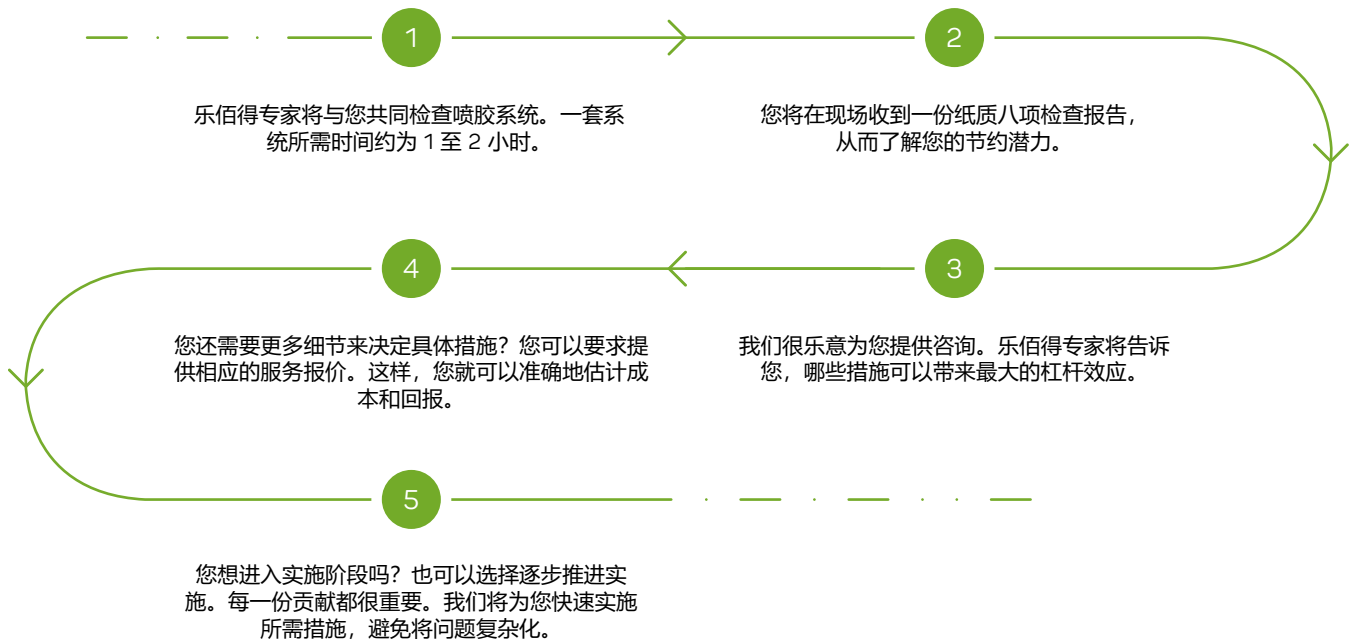 1
乐佰得专家将与您共同检查喷胶系统。一套系
统所需时间约为 1 至 2 小时。
2
您将在现场收到一份纸质八项检查报告，
从而了解您的节约潜力。
3
我们很乐意为您提供咨询。乐佰得专家将告诉
您，哪些措施可以带来最大的杠杆效应。
4
您还需要更多细节来决定具体措施？您可以要求提
供相应的服务报价。这样，您就可以准确地估计成
本和回报。
5
您想进入实施阶段吗？也可以选择逐步推进实
施。每一份贡献都很重要。我们将为您快速实施
所需措施，避免将问题复杂化。